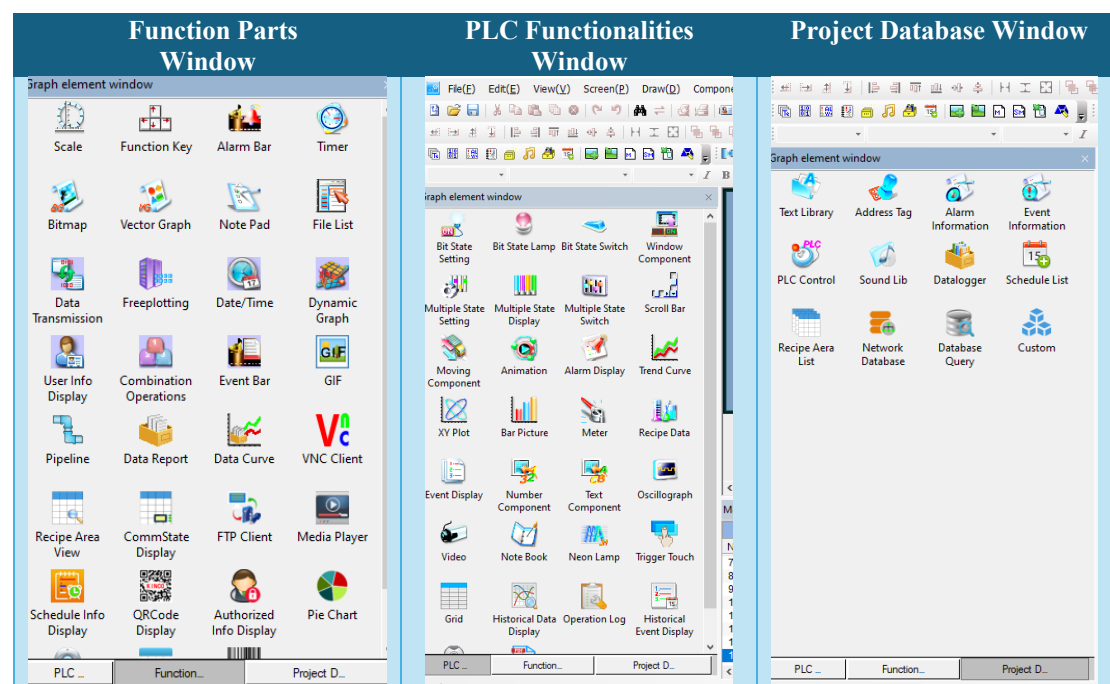 Function Parts
Window
Graph element window
Scale Function Key Alarm Bar Timer
Bitmap Vector Graph Note Pad File List
Data Freeplotting Date/Time Dynamic
Transmission Graph
User Info Combination Event Bar GIF
Display Operations
Pipeline Data Report Data Curve VNC Client
Recipe Area CommState FTP Client Media Player
View Display
Schedule Info QRCode Authorized Pie Chart
Display Display Info Display
PLC ... Function... Project D...
PLC Functionalities
Window
File(F) Edit(E) View(V) Screen(P) Draw(D) Compone
Graph element window
Bit State Bit State Lamp Bit State Switch Window
Setting Component
Multiple State Multiple State Multiple State Scroll Bar
Setting Display Switch
Moving Animation Alarm Display Trend Curve
Component
XY Plot Bar Picture Meter Recipe Data
Event Display Number Text Oscillograph
Component Component
Video Note Book Neon Lamp Trigger Touch
Grid Historical Data Operation Log Historical
Display Event Display
PLC ... Function... Project D...
Project Database Window
Graph element window
Text Library Address Tag Alarm Event
Information Information
PLC Control Sound Lib Datalogger Schedule List
Recipe Aera Network Database Custom
List Database Query
PLC ... Function... Project D...